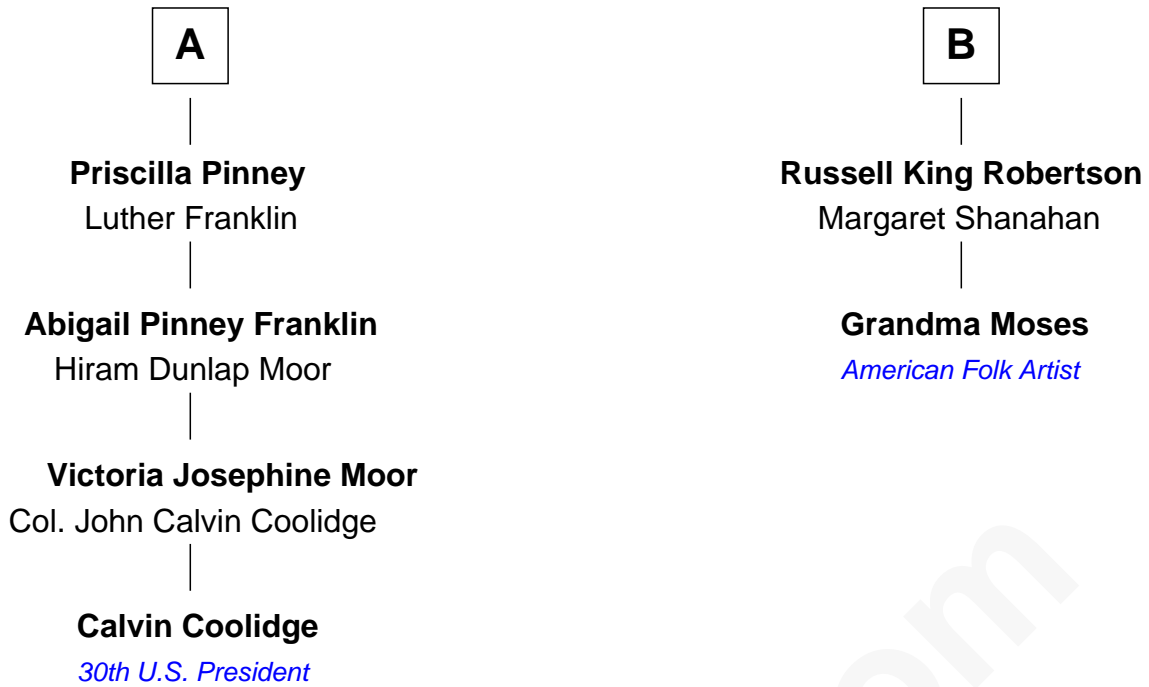 A
Priscilla Pinney
Luther Franklin
Abigail Pinney Franklin
Hiram Dunlap Moor
Victoria Josephine Moor
Col. John Calvin Coolidge
Calvin Coolidge
30th U.S. President
B
Russell King Robertson
Margaret Shanahan
Grandma Moses
American Folk Artist
om